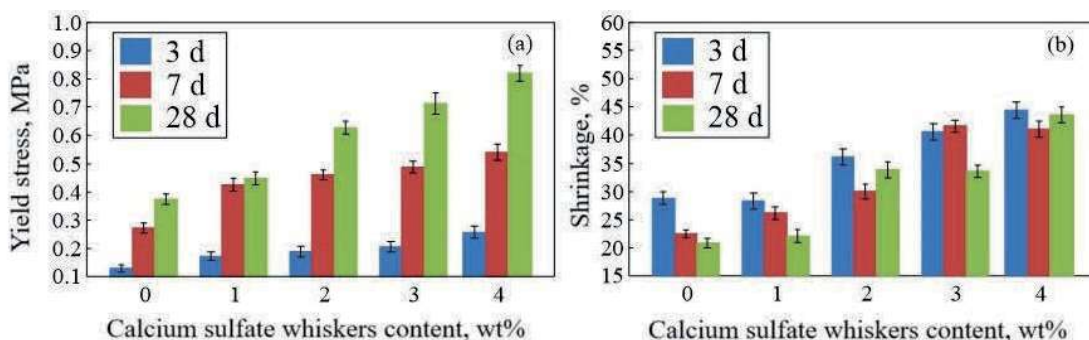 Yield stress, MPa
1.0
0.9
0.8
0.7
0.6
0.5
0.4
0.3
0.2
0.1
3 d
7 d
28 d
(a)
0 1 2 3 4
Calcium sulfate whiskers content, wt%
Shrinkage, %
60
55
50
45
40
35
30
25
20
15
3 d
7 d
28 d
(b)
0 1 2 3 4
Calcium sulfate whiskers content, wt%